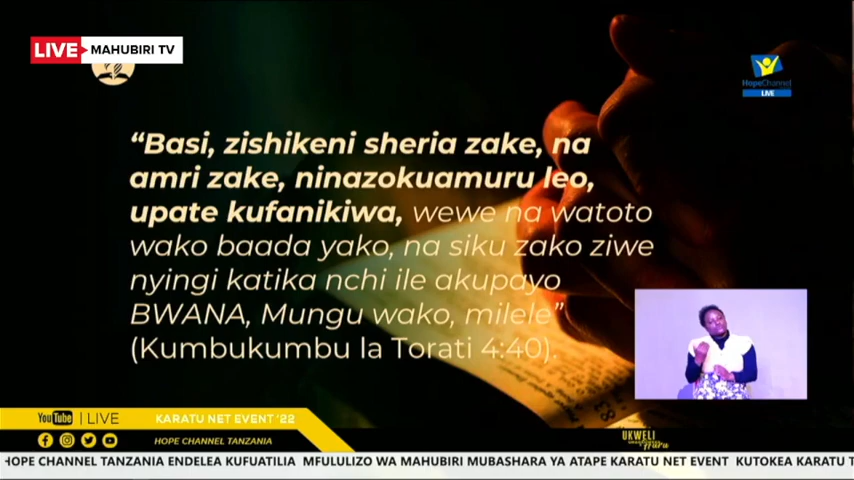 LIVE MAHUBIRI TV
HopeChannel
LIVE
“Basi, zishikeni sheria zake, na
amri zake, ninazokuamuru leo,
upate kufanikiwa, wewe na watoto
wako baada yako, na siku zako ziwe
nyingi katika nchi ile akupayo
BWANA, Mungu wako, milele”
(Kumbukumbu la Torati 4:40).
YouTube | LIVE KARATU NET EVENT '22
HOPE CHANNEL TANZANIA
UKWELI
HOPE CHANNEL TANZANIA ENDELEA KUFUATILIA MFULULIZO WA MAHUBIRI MUBASHARA YA ATAPE KARATU NET EVENT KUTOKEA KARATU T